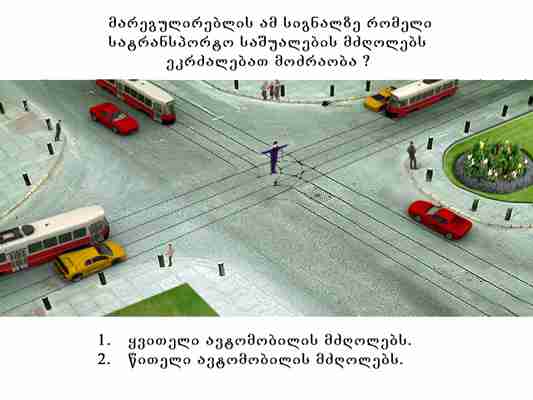 მარეგულირებლის ამ სიგნალზე რომელი
სატრანსპორტო საშუალების მძღოლებს
ეკრძალებათ მოძრაობა ?
1. ყვითელი ავტომობილის მძღოლებს.
2. წითელი ავტომობილის მძღოლებს.